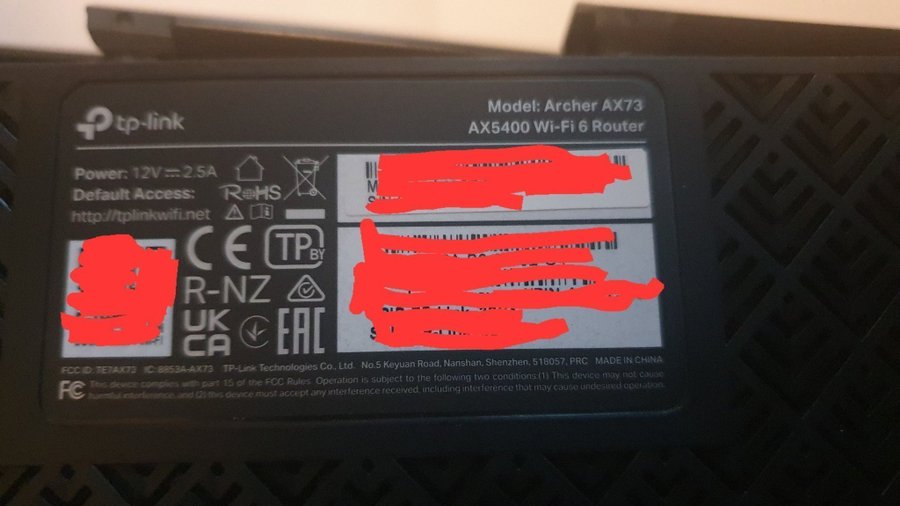 tp-link
Model: Archer AX73
AX5400 Wi-Fi 6 Router
Power: 12V⎓2.5A
Default Access:
http://tplinkwifi.net
RoHS
CE
TP BY
R-NZ
UK
CA
EAC
FCC ID: TE7AX73 IC: 8853A-AX73 TP-Link Technologies Co., Ltd. No.5 Keyuan Road, Nanshan, Shenzhen, 518057, PRC MADE IN CHINA
FC This device complies with part 15 of the FCC Rules. Operation is subject to the following two conditions:(1) This device may not cause
harmful interference, and (2) this device must accept any interference received, including interference that may cause undesired operation.